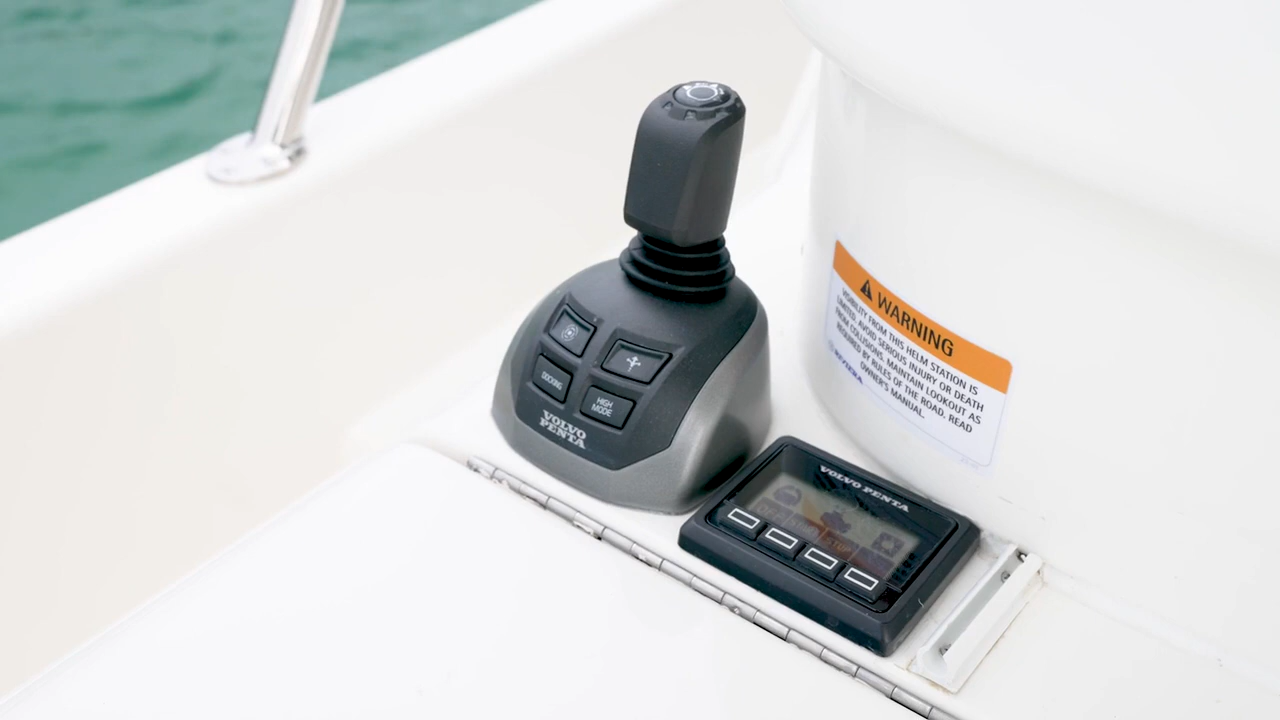 DOCKING
HIGH
MODE
VOLVO
PENTA
VOLVO PENTA
STOP
WARNING
VISIBILITY FROM THIS HELM STATION IS
LIMITED. AVOID SERIOUS INJURY OR DEATH
FROM COLLISIONS. MAINTAIN LOOKOUT AS
REQUIRED BY RULES OF THE ROAD. READ
OWNER'S MANUAL.
RIVIERA